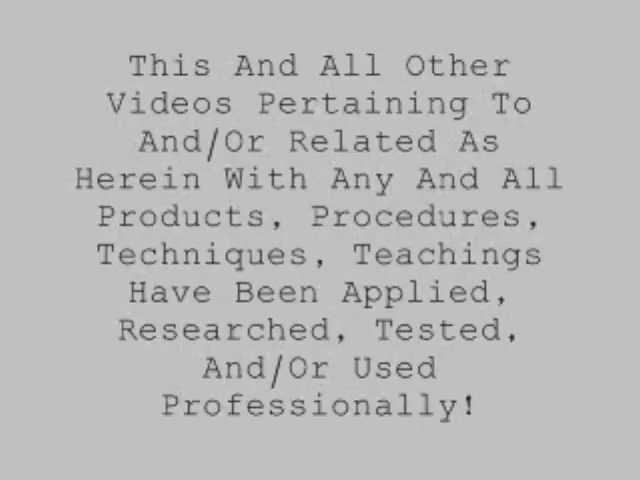 This And All Other
Videos Pertaining To
And/Or Related As
Herein With Any And All
Products, Procedures,
Techniques, Teachings
Have Been Applied,
Researched, Tested,
And/Or Used
Professionally!